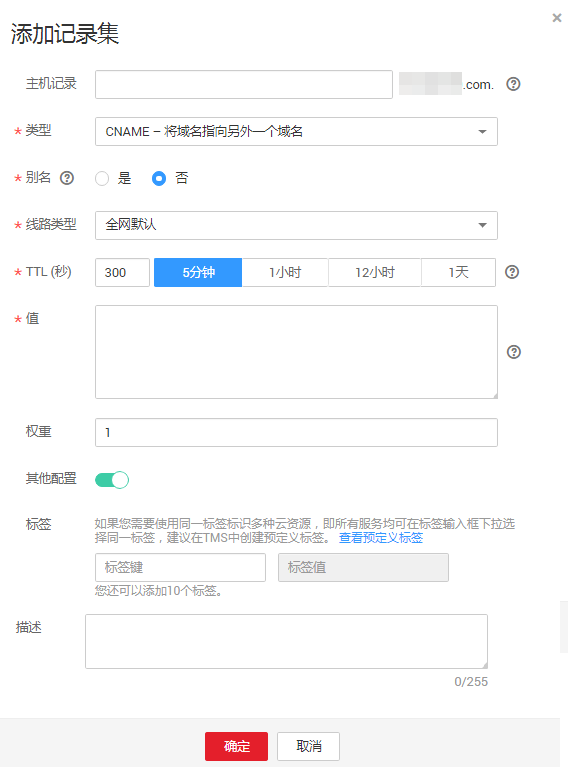 添加记录集
主机记录 .com.
* 类型 CNAME – 将域名指向另外一个域名
* 别名 是 否
* 线路类型 全网默认
* TTL (秒) 300 5分钟 1小时 12小时 1天
* 值
权重 1
其他配置
标签 如果您需要使用同一标签标识多种云资源，即所有服务均可在标签输入框下拉选
择同一标签，建议在TMS中创建预定义标签。 查看预定义标签
标签键 标签值
您还可以添加10个标签。
描述
0/255
确定 取消